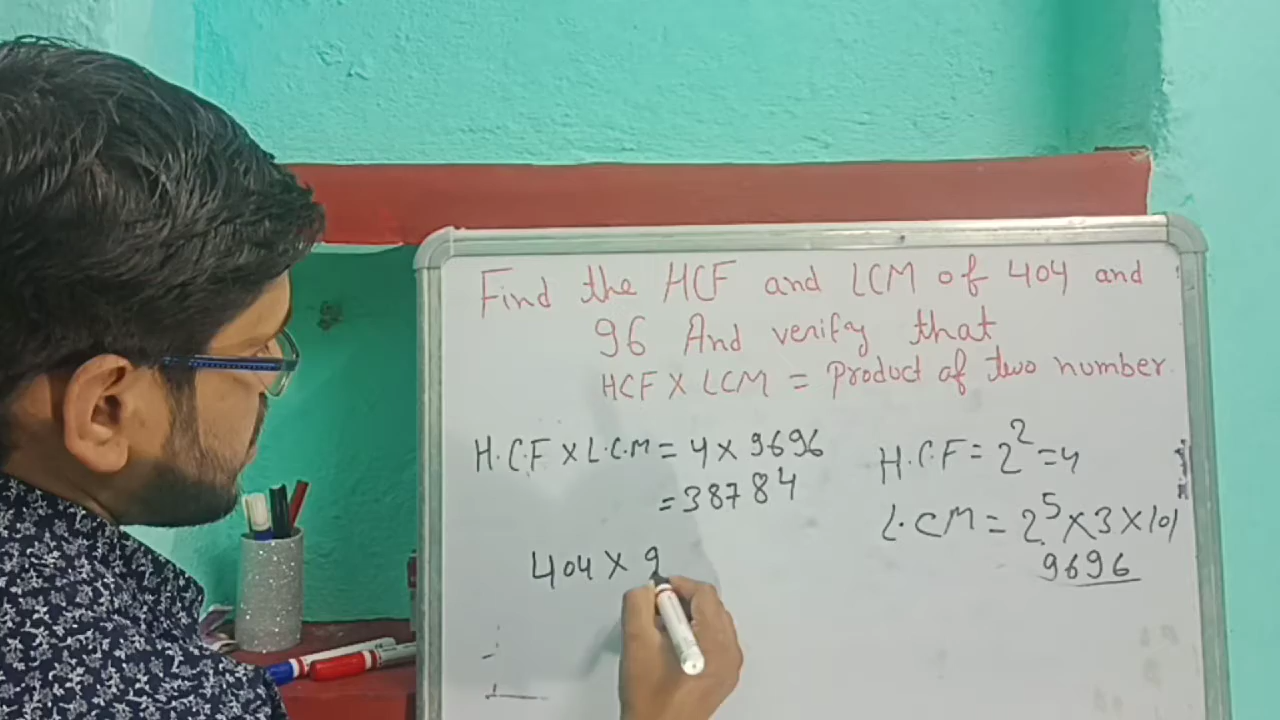 Find the HCF and LCM of 404 and
96 And verify that
HCF X LCM = Product of two number
H.C.F X L.C.M = 4 X 9696
= 38784
404 X 9
H.C.F = 2² = 4
L.CM = 2⁵ X 3 X 101
9696